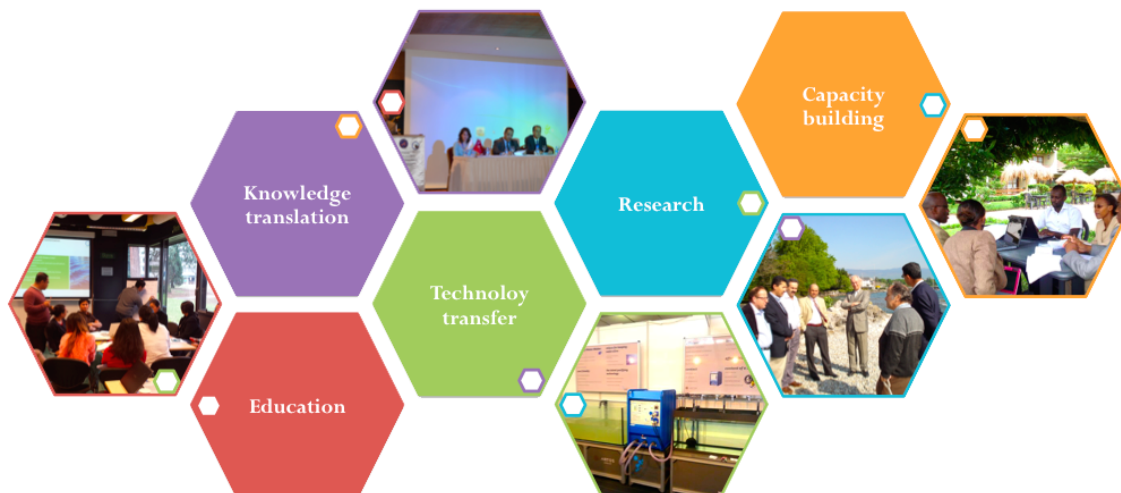 Knowledge
translation
Education
Technoloy
transfer
Research
Capacity
building